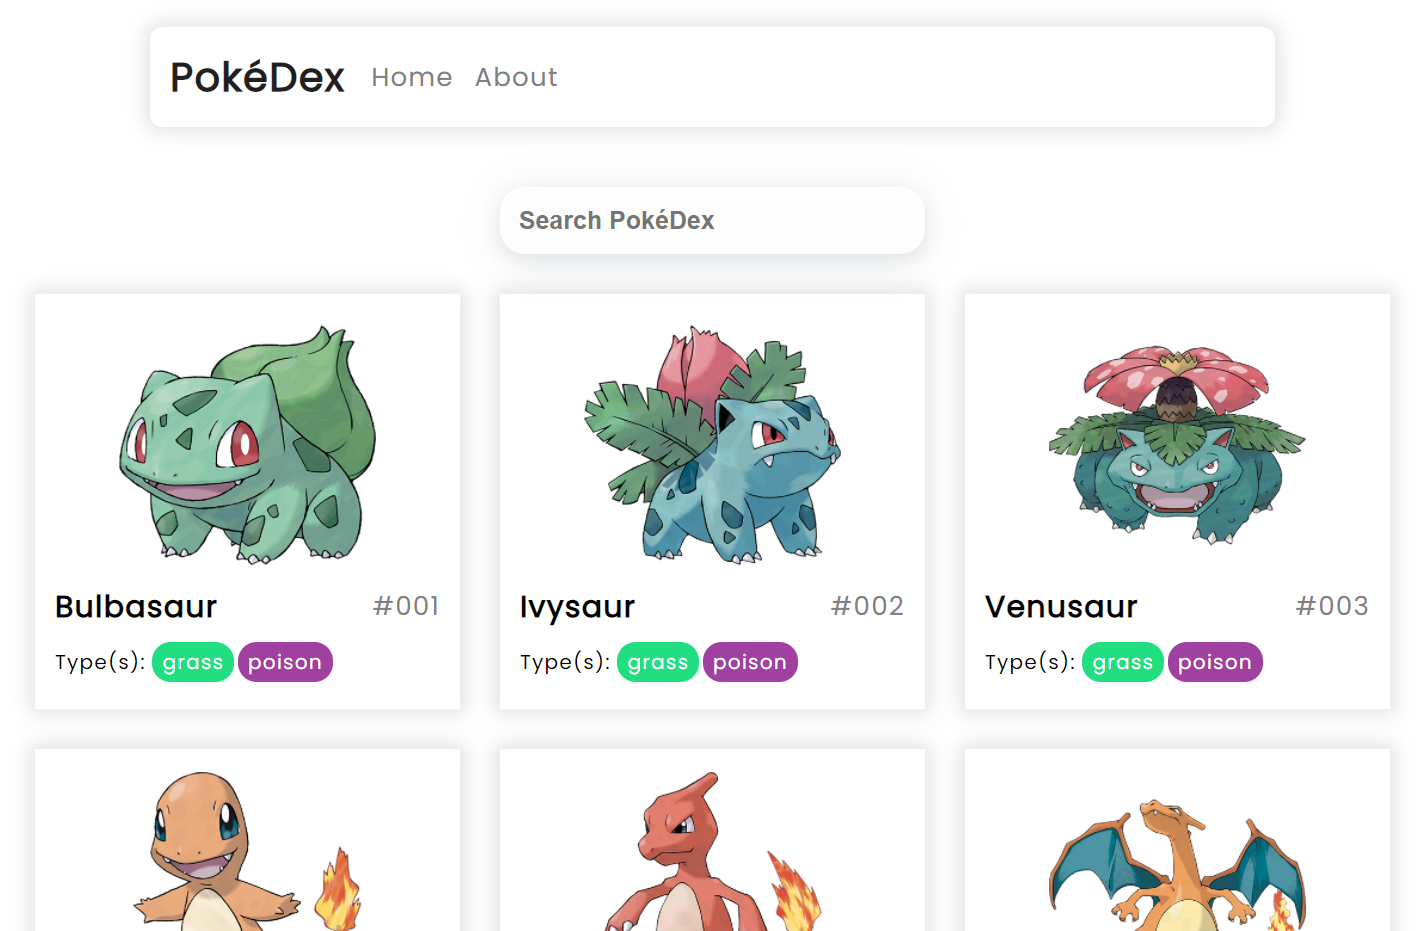 PokéDex Home About
Search PokéDex
Bulbasaur #001
Type(s): grass poison
Ivysaur #002
Type(s): grass poison
Venusaur #003
Type(s): grass poison